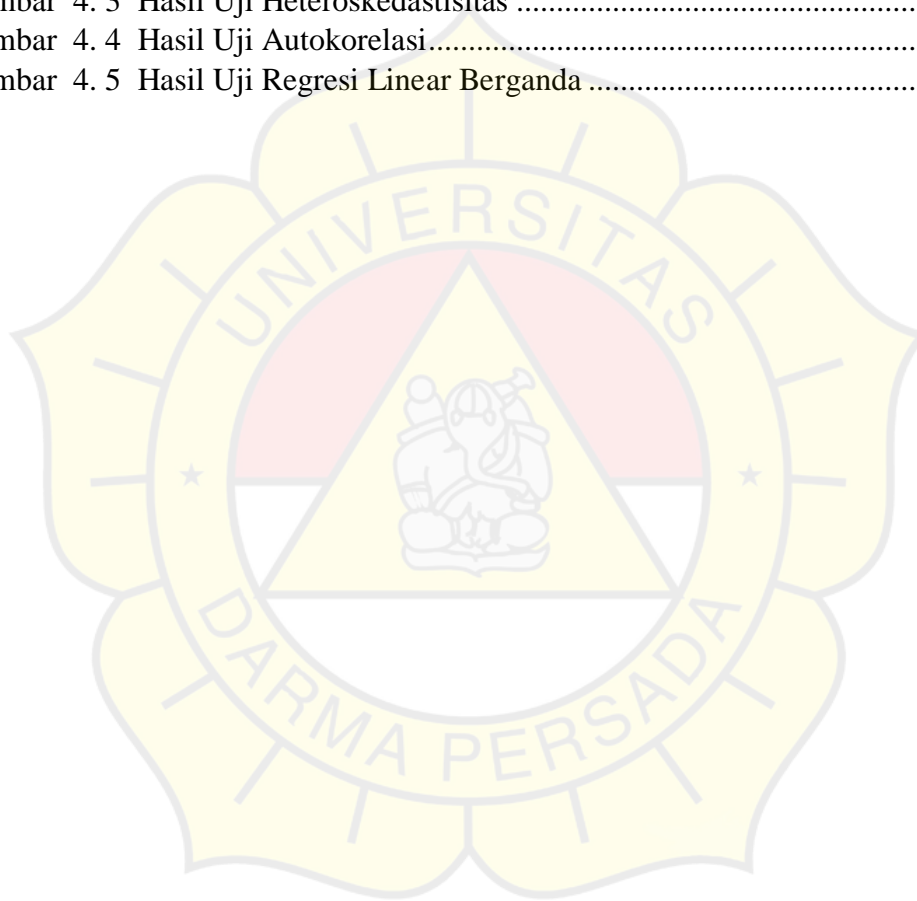 mbar 4. 3 Hasil Uji Heteroskedastisitas ..........................................................
mbar 4. 4 Hasil Uji Autokorelasi......................................................................
mbar 4. 5 Hasil Uji Regresi Linear Berganda ................................................
UNIVERSITAS
DARMA PERSADA